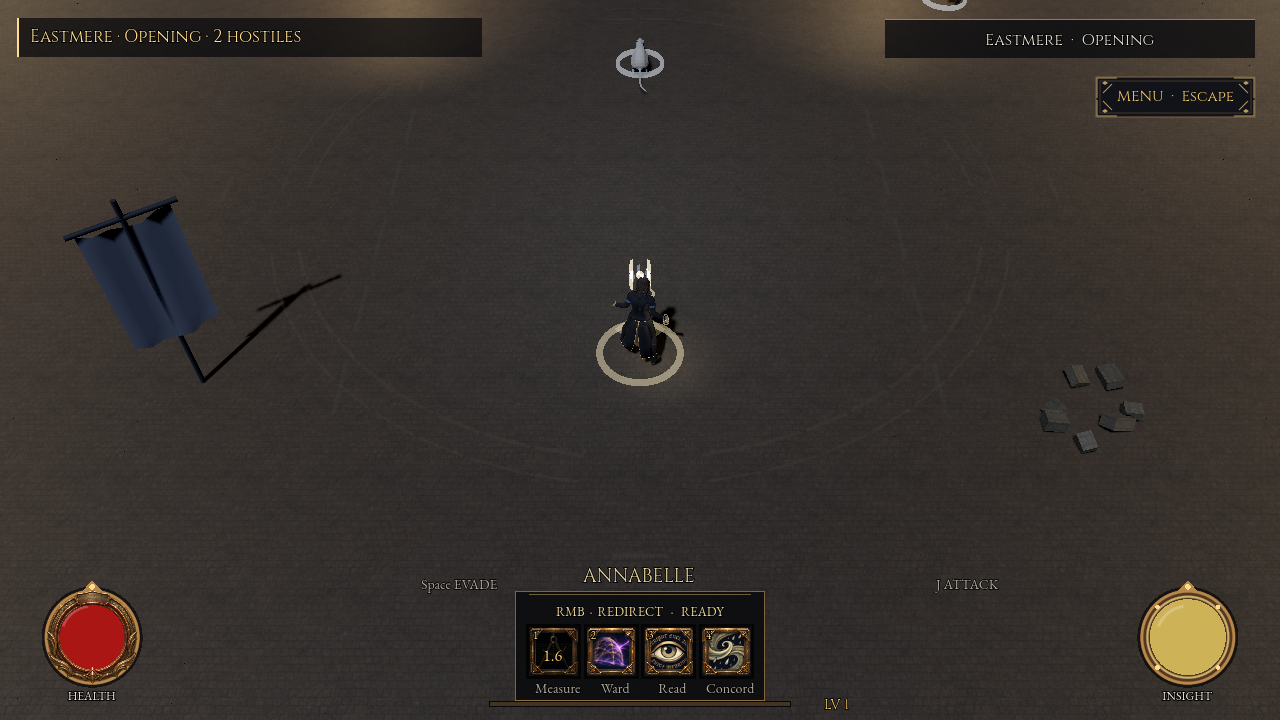 EASTMERE · OPENING · 2 HOSTILES
EASTMERE · OPENING
MENU · ESCAPE
ANNABELLE
Space EVADE
J ATTACK
RMB · REDIRECT · READY
1 2 3 4
1.6
Measure Ward Read Concord
HEALTH
INSIGHT
LV 1